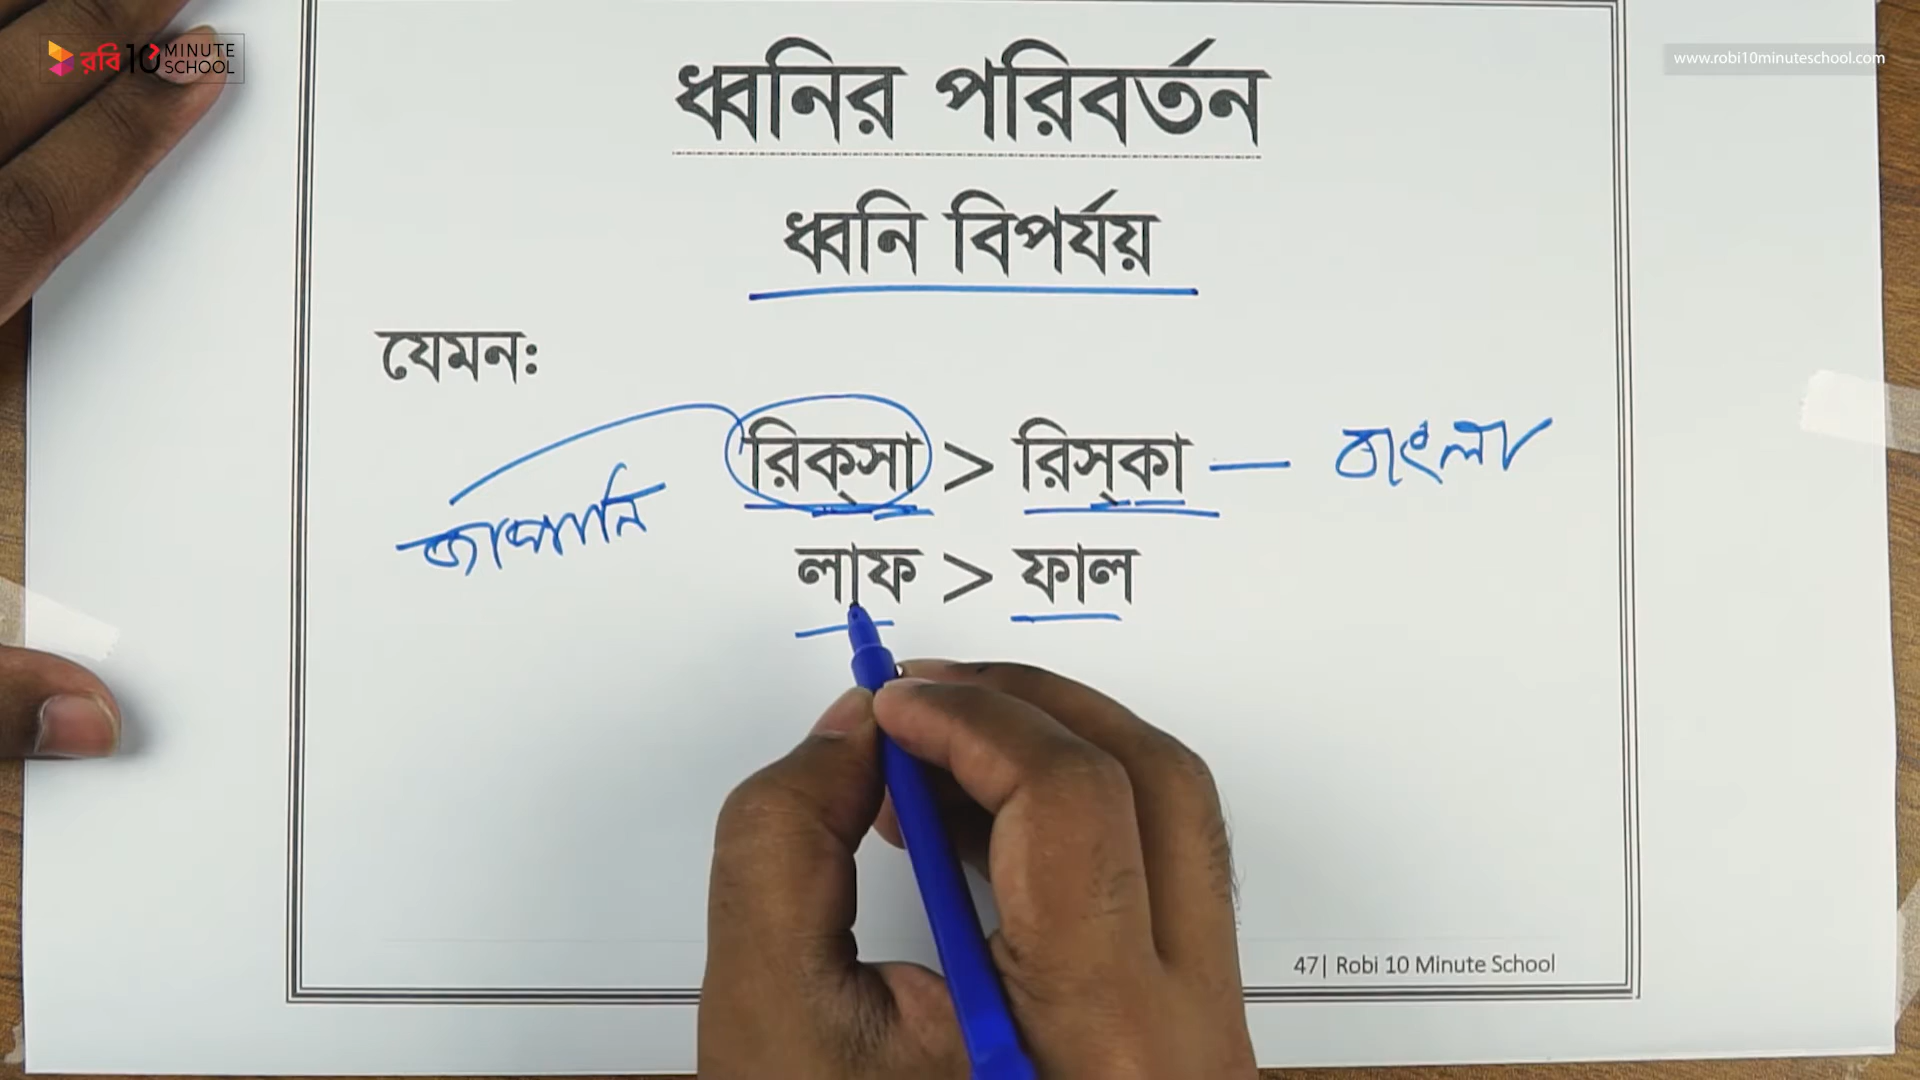 রবি 10 MINUTE SCHOOL
www.robi10minuteschool.com
ধ্বনির পরিবর্তন
ধ্বনি বিপর্যয়
যেমন:
রিক্সা > রিস্কা — বাংলা
জাপানি
লাফ > ফাল
47| Robi 10 Minute School